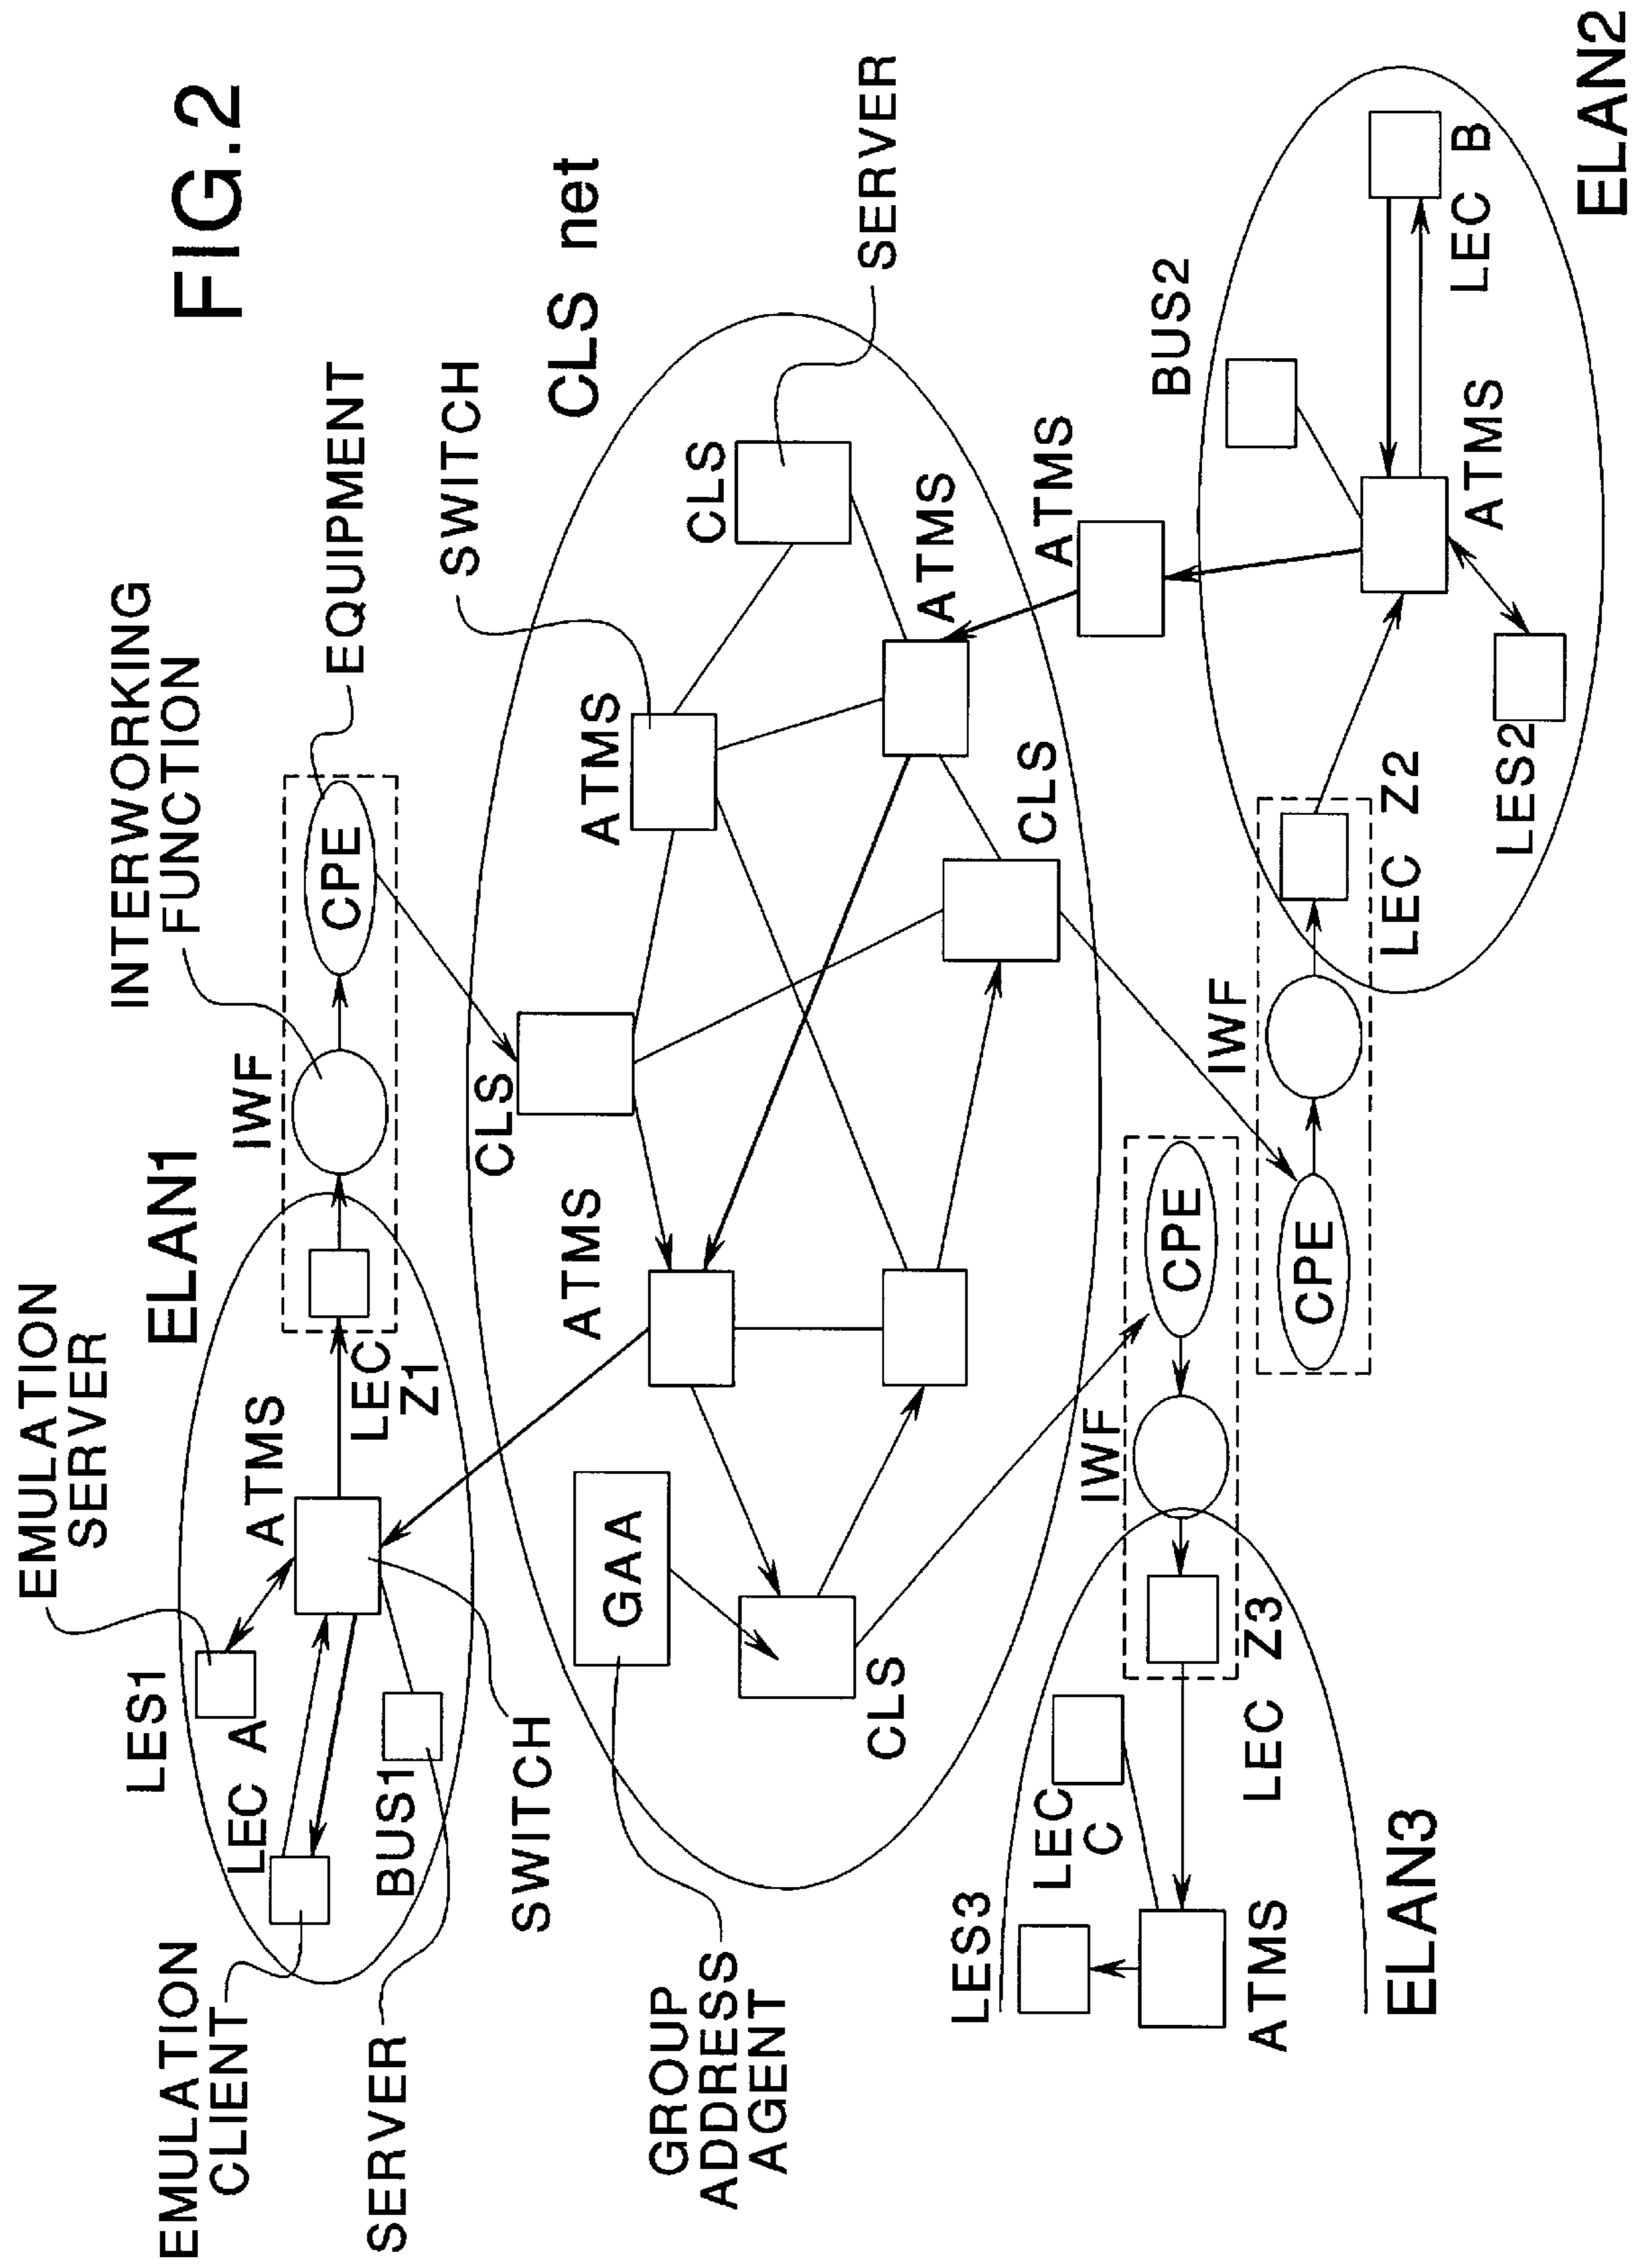 FIG.2
EMULATION
SERVER
ELAN1
INTERWORKING
FUNCTION
EQUIPMENT
LES1
ATMS
IWF
CPE
LEC A
LEC
Z1
BUS1
EMULATION
CLIENT
SERVER
SWITCH
SWITCH
CLS net
SERVER
CLS
ATMS
CLS
ATMS
ATMS
CLS
GAA
CLS
GROUP
ADDRESS
AGENT
ATMS
BUS2
LEC B
ATMS
LES2
LEC Z2
IWF
CPE
ELAN2
CPE
IWF
LEC Z3
LEC
C
LES3
ATMS
ELAN3